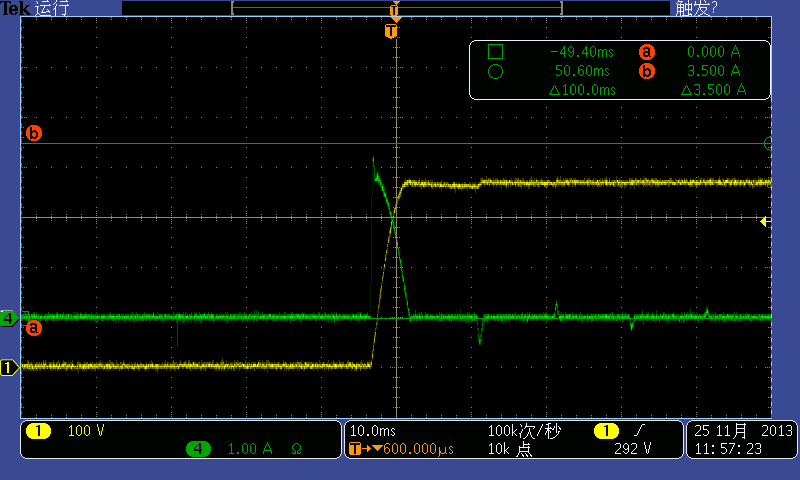 Tek 运行
T
触发?
T
-49.40ms a 0.000 A
50.60ms b 3.500 A
△100.0ms △3.500 A
b
4
a
1
1 100 V
4 1.00 A Ω
10.0ms 100k次/秒
T→▼600.000μs 10k 点
1 292 V
25 11月 2013
11:57:23